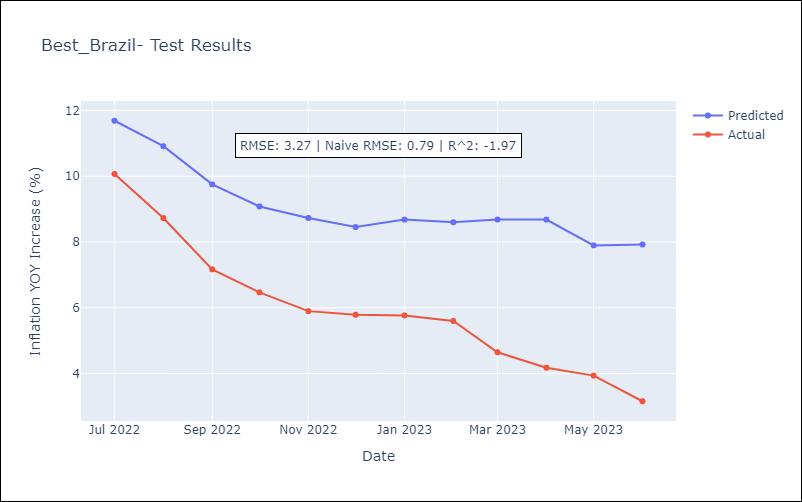 Best_Brazil- Test Results
12
10
8
6
4
Inflation YOY Increase (%)
RMSE: 3.27 | Naive RMSE: 0.79 | R^2: -1.97
Predicted
Actual
Jul 2022 Sep 2022 Nov 2022 Jan 2023 Mar 2023 May 2023
Date